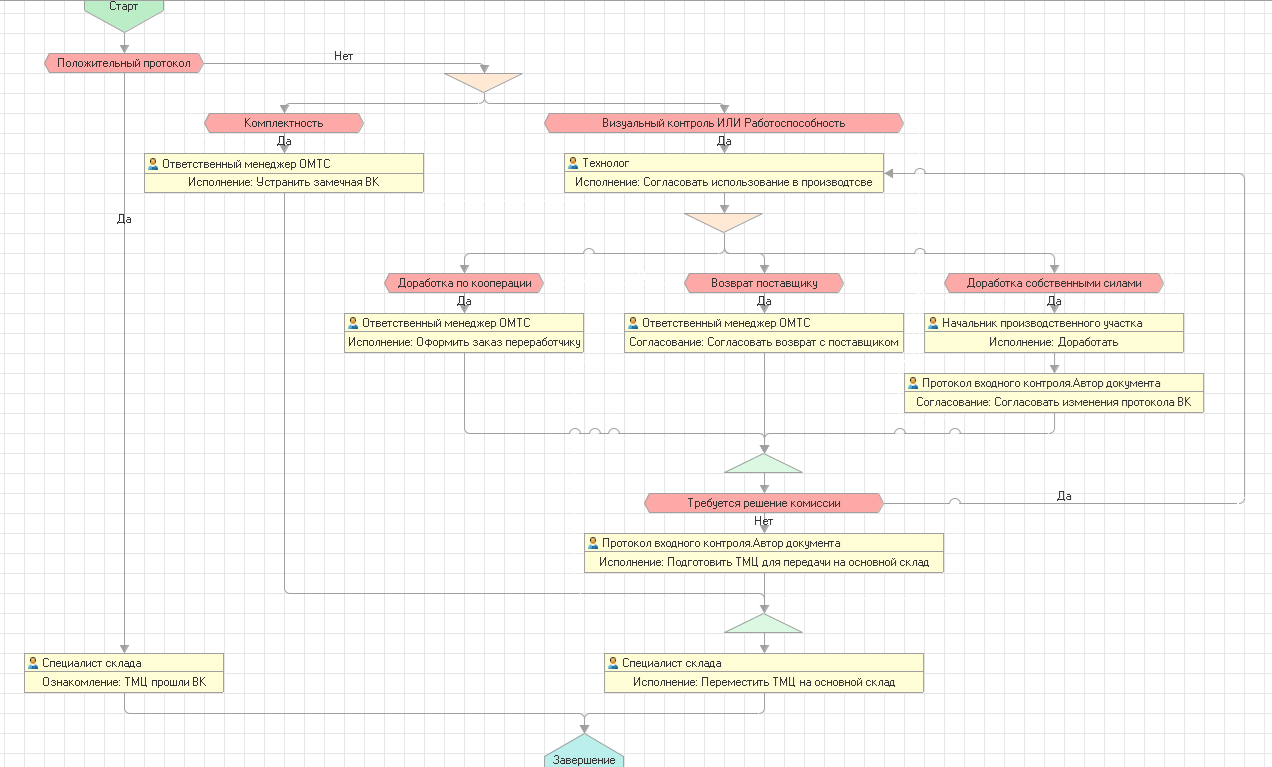 Старт
Положительный протокол
Нет
Комплектность
Визуальный контроль ИЛИ Работоспособность
Да
Да
Ответственный менеджер ОМТС
Исполнение: Устранить замечная ВК
Технолог
Исполнение: Согласовать использование в производтсве
Да
Доработка по кооперации
Возврат поставщику
Доработка собственными силами
Да
Да
Да
Ответственный менеджер ОМТС
Исполнение: Оформить заказ переработчику
Ответственный менеджер ОМТС
Согласование: Согласовать возврат с поставщиком
Начальник производственного участка
Исполнение: Доработать
Протокол входного контроля.Автор документа
Согласование: Согласовать изменения протокола ВК
Требуется решение комиссии
Да
Нет
Протокол входного контроля.Автор документа
Исполнение: Подготовить ТМЦ для передачи на основной склад
Специалист склада
Ознакомление: ТМЦ прошли ВК
Специалист склада
Исполнение: Переместить ТМЦ на основной склад
Завершение